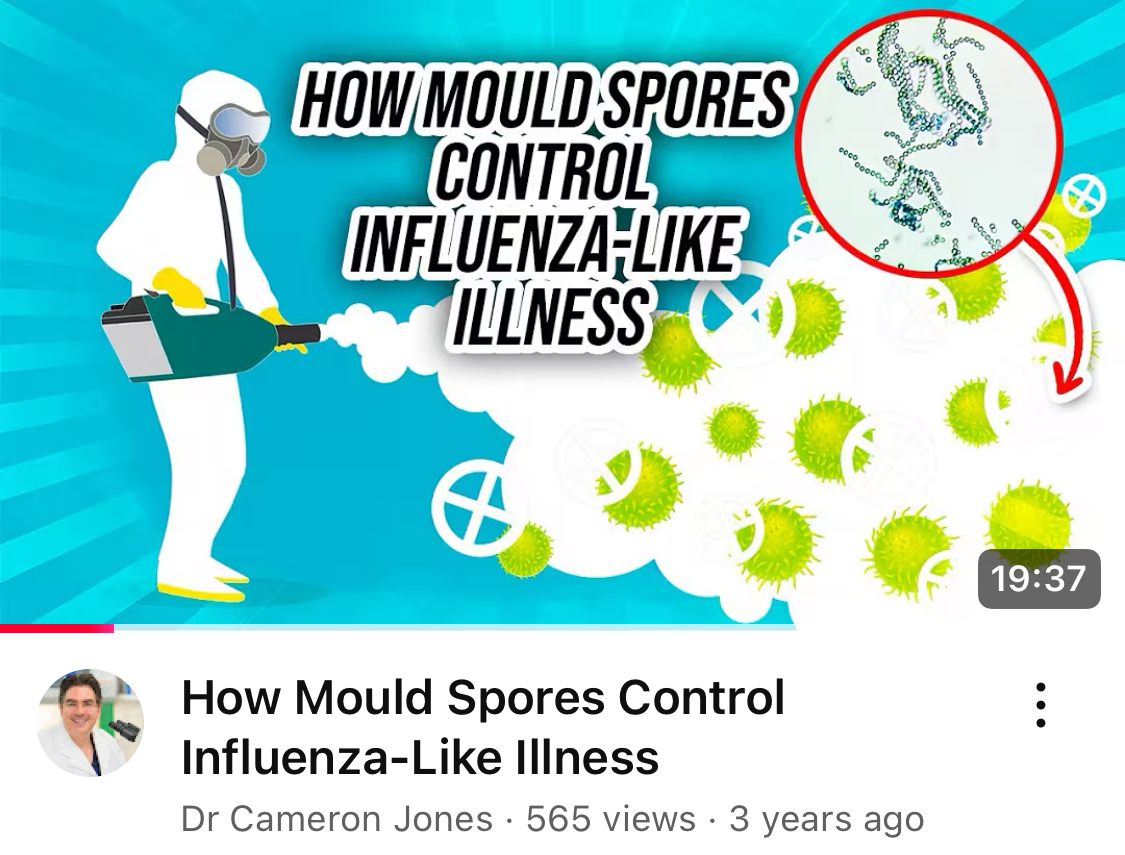 HOW MOULD SPORES
CONTROL
INFLUENZA-LIKE
ILLNESS
19:37
How Mould Spores Control
Influenza-Like Illness
Dr Cameron Jones · 565 views · 3 years ago